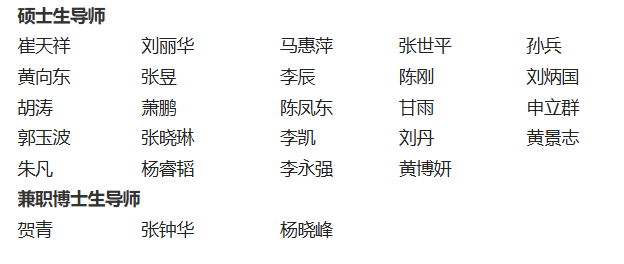 硕士生导师
崔天祥 刘丽华 马惠萍 张世平 孙兵
黄向东 张昱 李辰 陈刚 刘炳国
胡涛 萧鹏 陈凤东 甘雨 申立群
郭玉波 张晓琳 李凯 刘丹 黄景志
朱凡 杨睿韬 李永强 黄博妍
兼职博士生导师
贺青 张钟华 杨晓峰